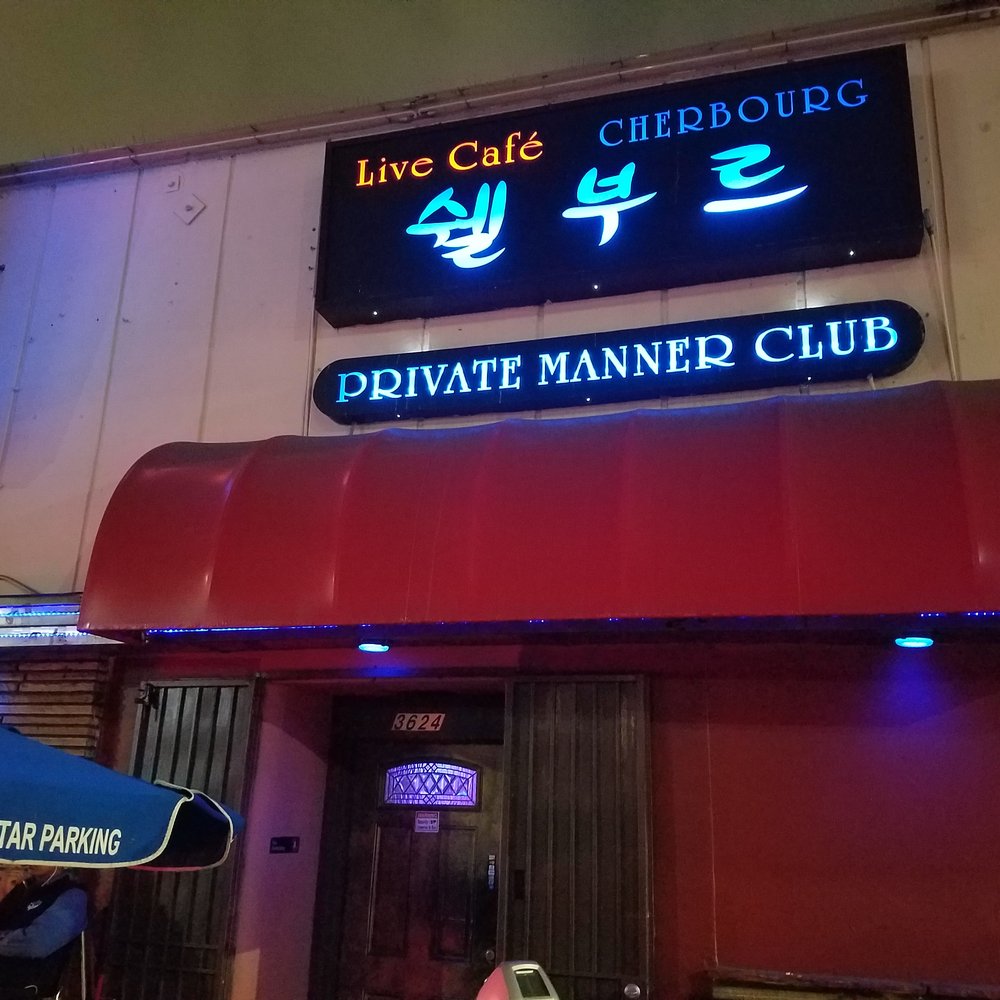 Live Café CHERBOURG
쉘부르
PRIVATE MANNER CLUB
3624
TAR PARKING